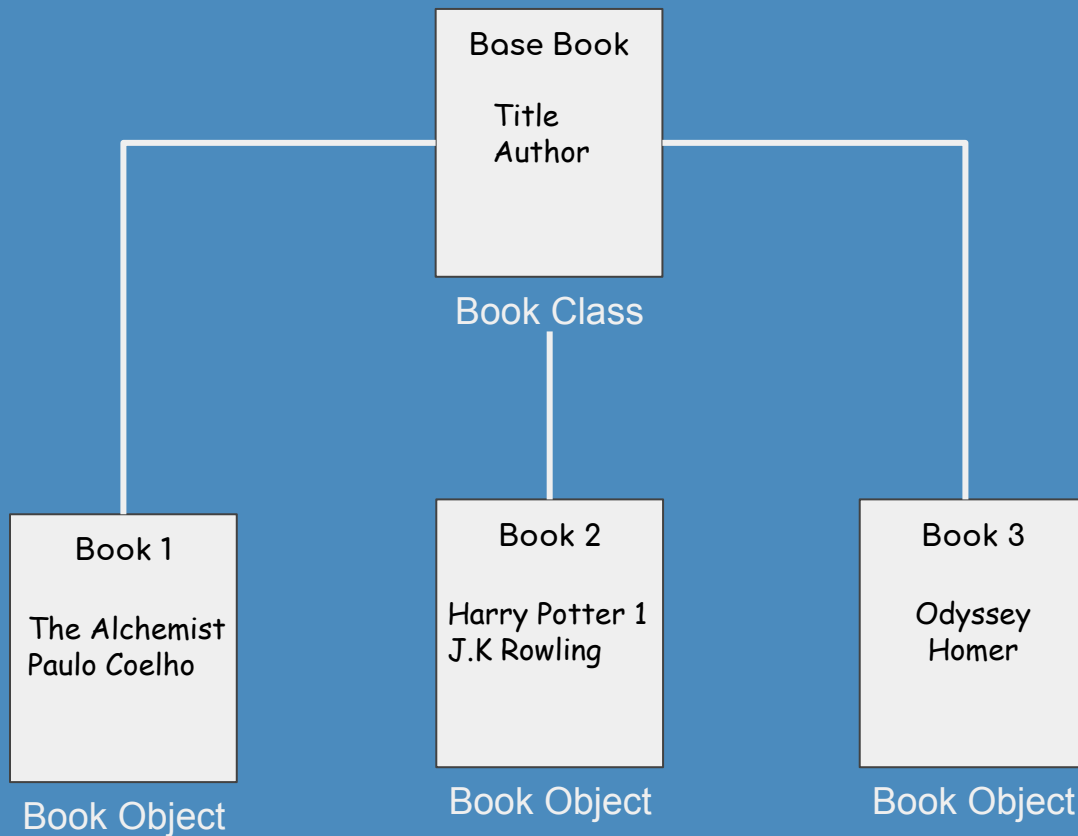 Base Book
Title
Author
Book Class
Book 1
The Alchemist
Paulo Coelho
Book Object
Book 2
Harry Potter 1
J.K Rowling
Book Object
Book 3
Odyssey
Homer
Book Object